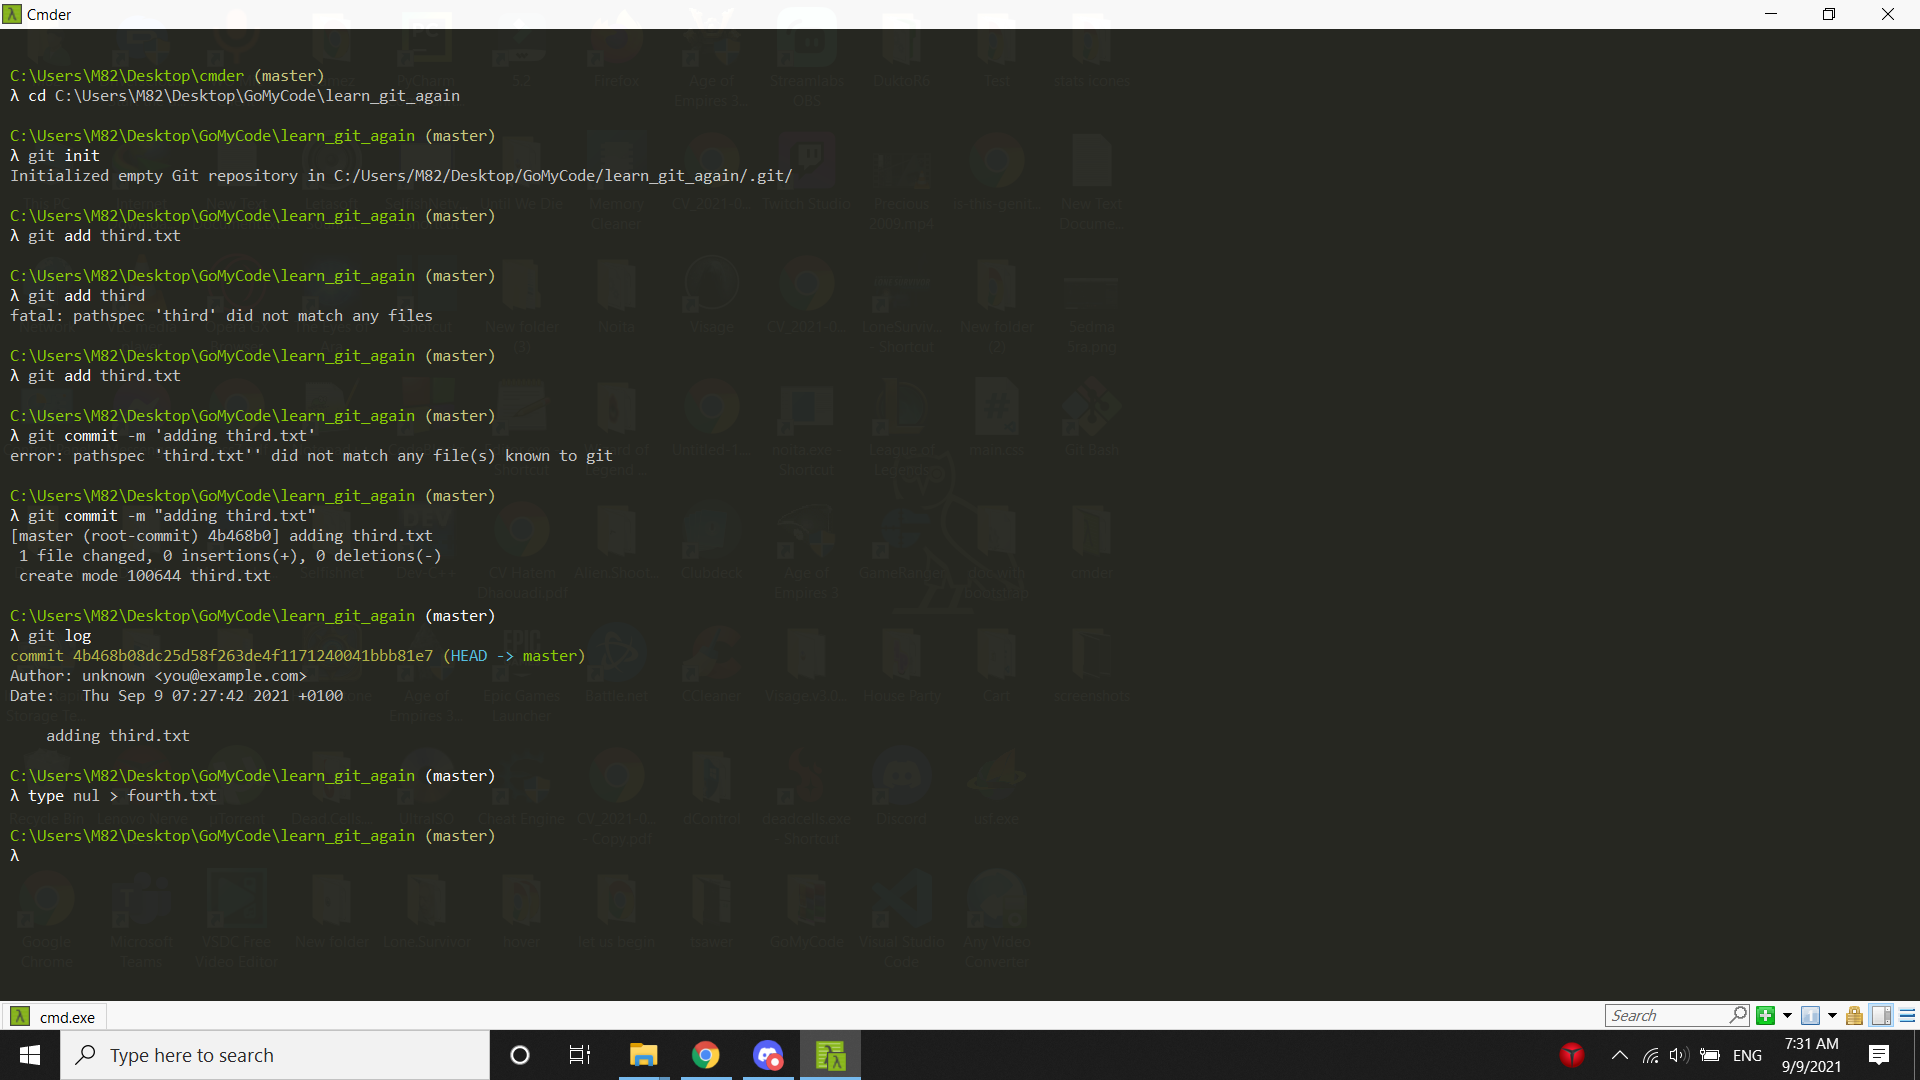 Cmder
C:\Users\M82\Desktop\cmder (master)
λ cd C:\Users\M82\Desktop\GoMyCode\learn_git_again
C:\Users\M82\Desktop\GoMyCode\learn_git_again (master)
λ git init
Initialized empty Git repository in C:/Users/M82/Desktop/GoMyCode/learn_git_again/.git/
C:\Users\M82\Desktop\GoMyCode\learn_git_again (master)
λ git add third.txt
C:\Users\M82\Desktop\GoMyCode\learn_git_again (master)
λ git add third
fatal: pathspec 'third' did not match any files
C:\Users\M82\Desktop\GoMyCode\learn_git_again (master)
λ git add third.txt
C:\Users\M82\Desktop\GoMyCode\learn_git_again (master)
λ git commit -m 'adding third.txt'
error: pathspec 'third.txt'' did not match any file(s) known to git
C:\Users\M82\Desktop\GoMyCode\learn_git_again (master)
λ git commit -m "adding third.txt"
[master (root-commit) 4b468b0] adding third.txt
1 file changed, 0 insertions(+), 0 deletions(-)
create mode 100644 third.txt
C:\Users\M82\Desktop\GoMyCode\learn_git_again (master)
λ git log
commit 4b468b08dc25d58f263de4f1171240041bbb81e7 (HEAD -> master)
Author: unknown <you@example.com>
Date:   Thu Sep 9 07:27:42 2021 +0100
adding third.txt
C:\Users\M82\Desktop\GoMyCode\learn_git_again (master)
λ type nul > fourth.txt
C:\Users\M82\Desktop\GoMyCode\learn_git_again (master)
λ
cmd.exe
Search
Type here to search
ENG
7:31 AM
9/9/2021